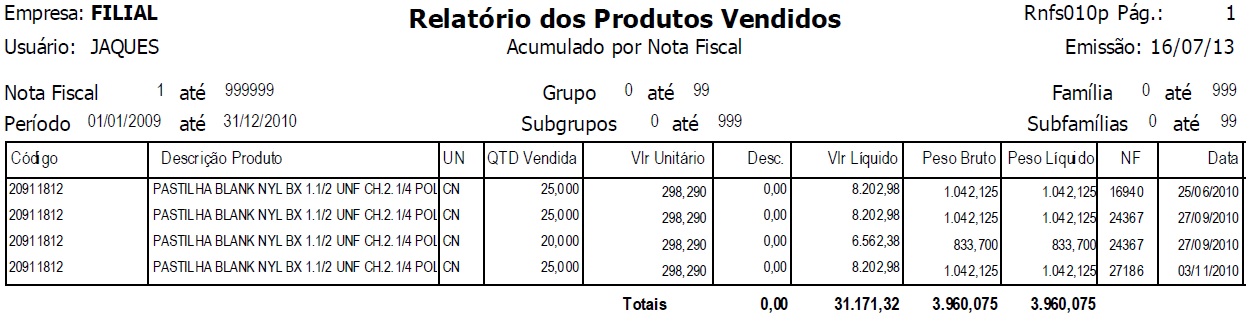 Empresa: FILIAL Relatório dos Produtos Vendidos Rnfs010p Pág.: 1
Usuário: JAQUES Acumulado por Nota Fiscal Emissão: 16/07/13
Nota Fiscal 1 até 999999 Grupo 0 até 99 Família 0 até 999
Período 01/01/2009 até 31/12/2010 Subgrupos 0 até 999 Subfamílias 0 até 99
Código Descrição Produto UN QTD Vendida Vlr Unitário Desc. Vlr Líquido Peso Bruto Peso Líquido NF Data
20911812 PASTILHA BLANK NYL BX 1.1/2 UNF CH.2.1/4 POL CN 25,000 298,290 0,00 8.202,98 1.042,125 1.042,125 16940 25/06/2010
20911812 PASTILHA BLANK NYL BX 1.1/2 UNF CH.2.1/4 POL CN 25,000 298,290 0,00 8.202,98 1.042,125 1.042,125 24367 27/09/2010
20911812 PASTILHA BLANK NYL BX 1.1/2 UNF CH.2.1/4 POL CN 20,000 298,290 0,00 6.562,38 833,700 833,700 24367 27/09/2010
20911812 PASTILHA BLANK NYL BX 1.1/2 UNF CH.2.1/4 POL CN 25,000 298,290 0,00 8.202,98 1.042,125 1.042,125 27186 03/11/2010
Totais 0,00 31.171,32 3.960,075 3.960,075